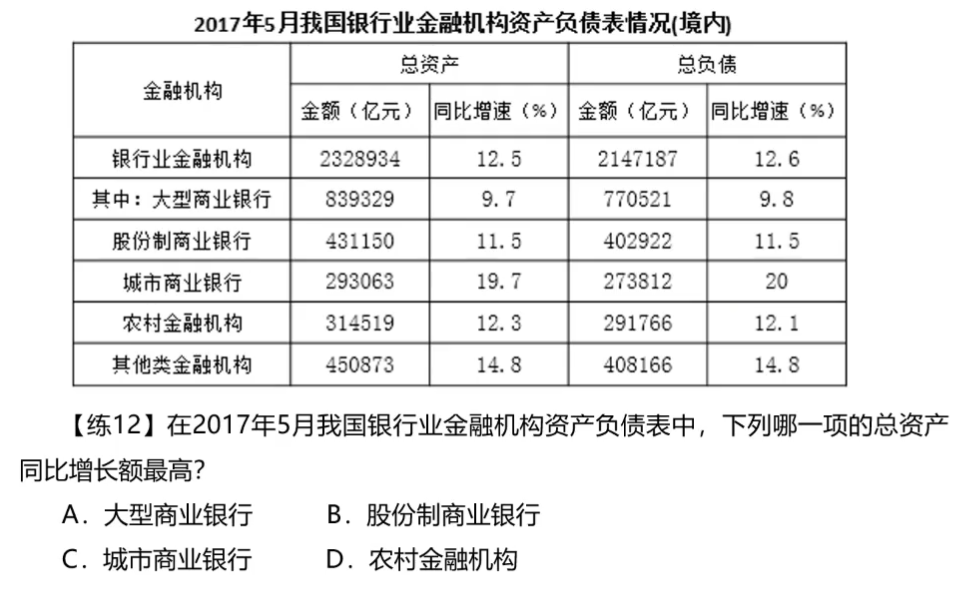 2017年5月我国银行业金融机构资产负债表情况(境内)
金融机构 总资产 总负债
金额（亿元） 同比增速（%） 金额（亿元） 同比增速（%）
银行业金融机构 2328934 12.5 2147187 12.6
其中：大型商业银行 839329 9.7 770521 9.8
股份制商业银行 431150 11.5 402922 11.5
城市商业银行 293063 19.7 273812 20
农村金融机构 314519 12.3 291766 12.1
其他类金融机构 450873 14.8 408166 14.8
【练12】在2017年5月我国银行业金融机构资产负债表中，下列哪一项的总资产
同比增长额最高？
A．大型商业银行 B．股份制商业银行
C．城市商业银行 D．农村金融机构